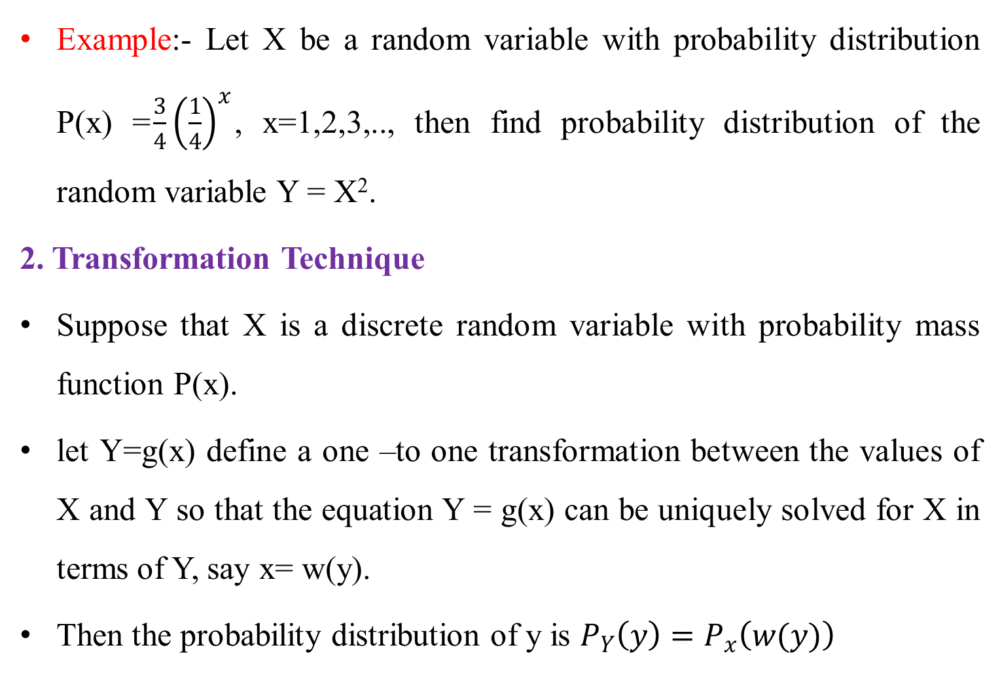 • Example:- Let X be a random variable with probability distribution
P(x) =\frac{3}{4}\left(\frac{1}{4}\right)^x, x=1,2,3,.., then find probability distribution of the
random variable Y = X².
2. Transformation Technique
• Suppose that X is a discrete random variable with probability mass
function P(x).
• let Y=g(x) define a one –to one transformation between the values of
X and Y so that the equation Y = g(x) can be uniquely solved for X in
terms of Y, say x= w(y).
• Then the probability distribution of y is P_Y(y) = P_x(w(y))